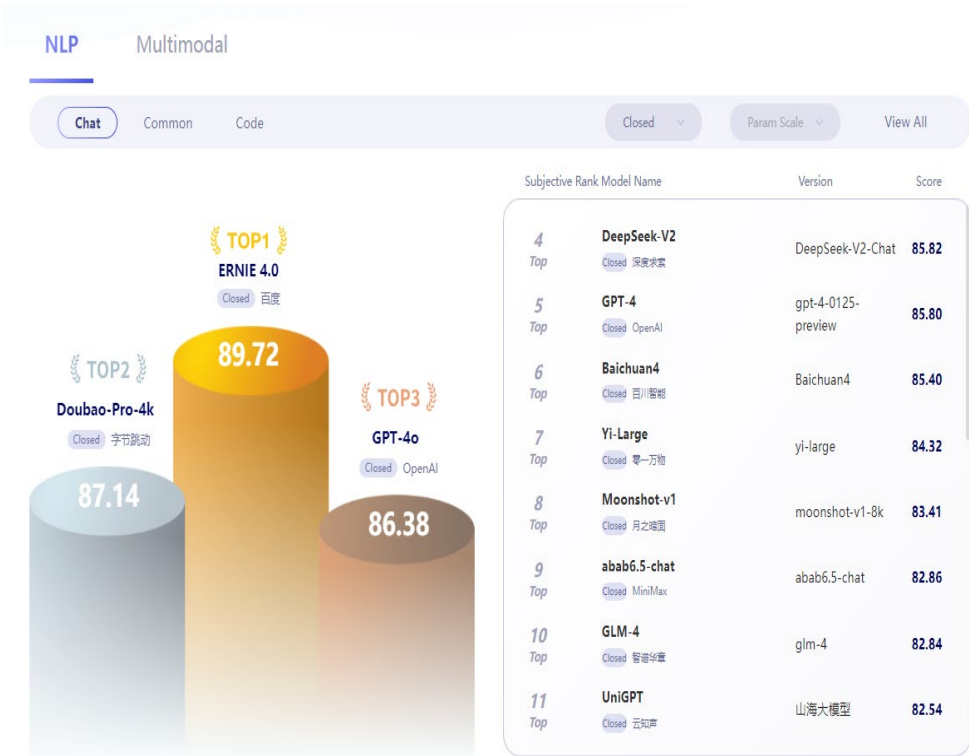 NLP Multimodal
Chat Common Code Closed Param Scale View All
Subjective Rank Model Name Version Score
TOP1
ERNIE 4.0
Closed 百度
89.72
TOP2
Doubao-Pro-4k
Closed 字节跳动
87.14
TOP3
GPT-4o
Closed OpenAI
86.38
4 Top DeepSeek-V2 Closed 深度求索 DeepSeek-V2-Chat 85.82
5 Top GPT-4 Closed OpenAI gpt-4-0125-preview 85.80
6 Top Baichuan4 Closed 百川智能 Baichuan4 85.40
7 Top Yi-Large Closed 零一万物 yi-large 84.32
8 Top Moonshot-v1 Closed 月之暗面 moonshot-v1-8k 83.41
9 Top abab6.5-chat Closed MiniMax abab6.5-chat 82.86
10 Top GLM-4 Closed 智谱华章 glm-4 82.84
11 Top UniGPT Closed 云知声 山海大模型 82.54